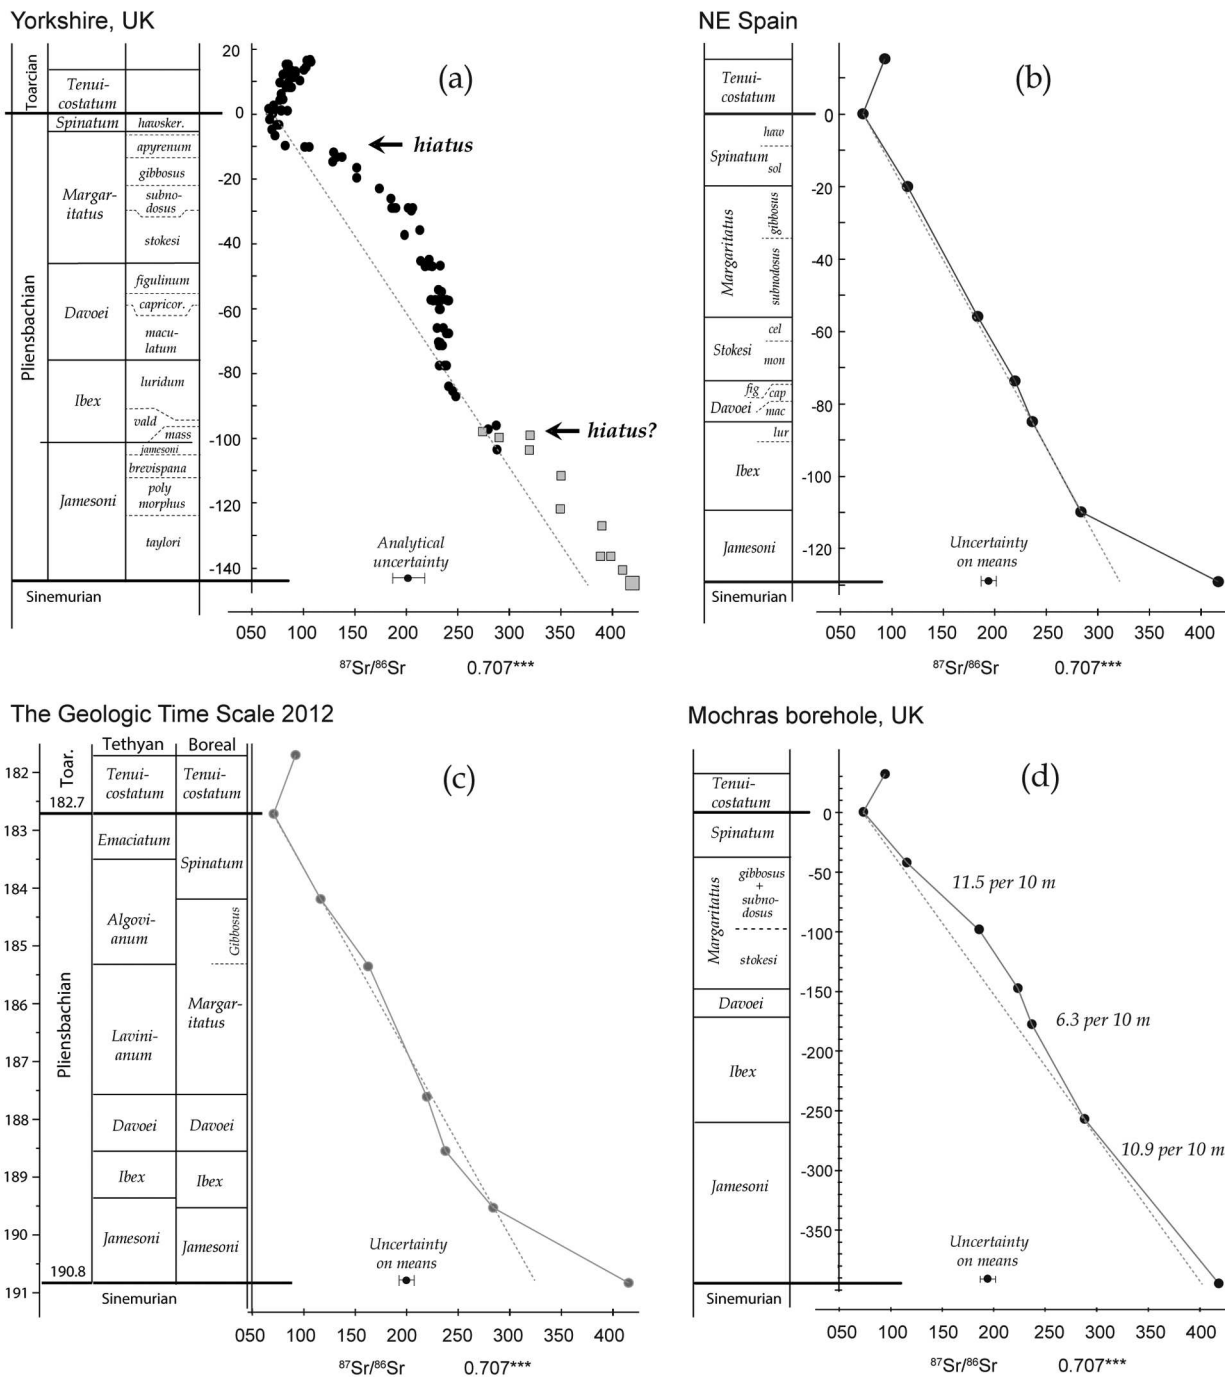 Yorkshire, UK
Toarcian
Pliensbachian
Tenui-
costatum
Spinatum
Margar-
itatus
Davoei
Ibex
Jamesoni
Sinemurian
hawsker.
apyrenum
gibbosus
subno-
dosus
stokesi
figulinum
capricor.
macu-
latum
luridum
vald
mass
jamesoni
brevispana
poly
morphus
taylori
20
0
-20
-40
-60
-80
-100
-120
-140
(a)
hiatus
hiatus?
Analytical
uncertainty
050 100 150 200 250 300 350 400
87Sr/86Sr 0.707***
NE Spain
Tenui-
costatum
Spinatum
haw
sol
Margaritatus
gibbosus
subnodosus
Stokesi
cel
mon
Davoei
fig
cap
mac
lur
Ibex
Jamesoni
Sinemurian
0
-20
-40
-60
-80
-100
-120
(b)
Uncertainty
on means
050 100 150 200 250 300 350 400
87Sr/86Sr 0.707***
The Geologic Time Scale 2012
Tethyan Boreal
182
183
184
185
186
187
188
189
190
191
Toar.
182.7
Pliensbachian
190.8
Tenui-
costatum
Emaciatum
Algovi-
anum
Lavini-
anum
Davoei
Ibex
Jamesoni
Tenui-
costatum
Spinatum
Gibbosus
Margar-
itatus
Davoei
Ibex
Jamesoni
Sinemurian
(c)
Uncertainty
on means
050 100 150 200 250 300 350 400
87Sr/86Sr 0.707***
Mochras borehole, UK
Tenui-
costatum
Spinatum
Margaritatus
gibbosus
+
subno-
dosus
stokesi
Davoei
Ibex
Jamesoni
Sinemurian
0
-50
-100
-150
-200
-250
-300
-350
(d)
11.5 per 10 m
6.3 per 10 m
10.9 per 10 m
Uncertainty
on means
050 100 150 200 250 300 350 400
87Sr/86Sr 0.707***